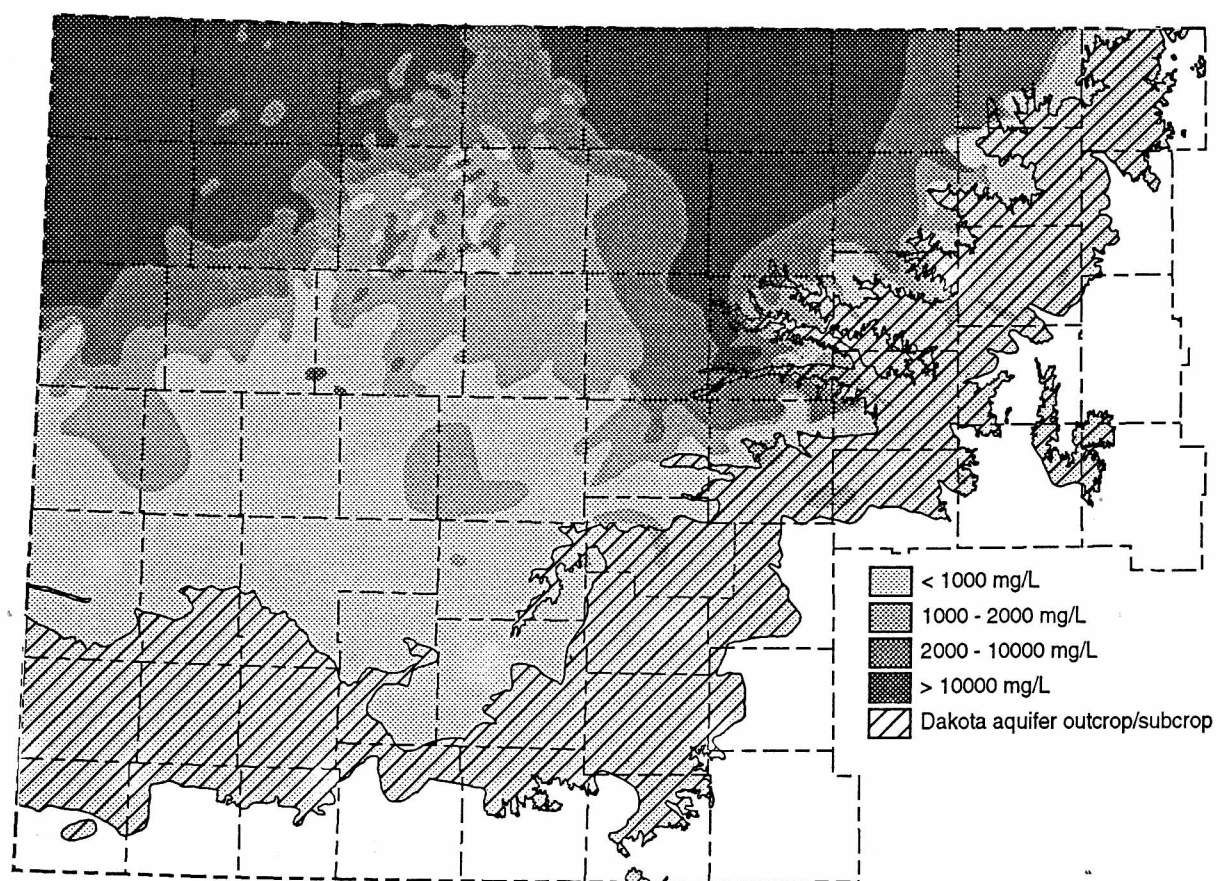 < 1000 mg/L
1000 - 2000 mg/L
2000 - 10000 mg/L
> 10000 mg/L
Dakota aquifer outcrop/subcrop